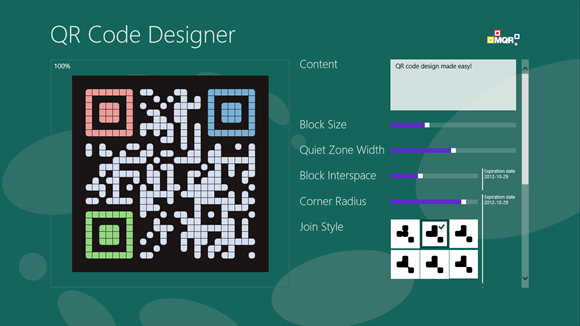 QR Code Designer
MQR
100%
Content
QR code design made easy!
Block Size
Quiet Zone Width
Block Interspace
Expiration date
2012-10-29
Corner Radius
Expiration date
2012-10-29
Join Style